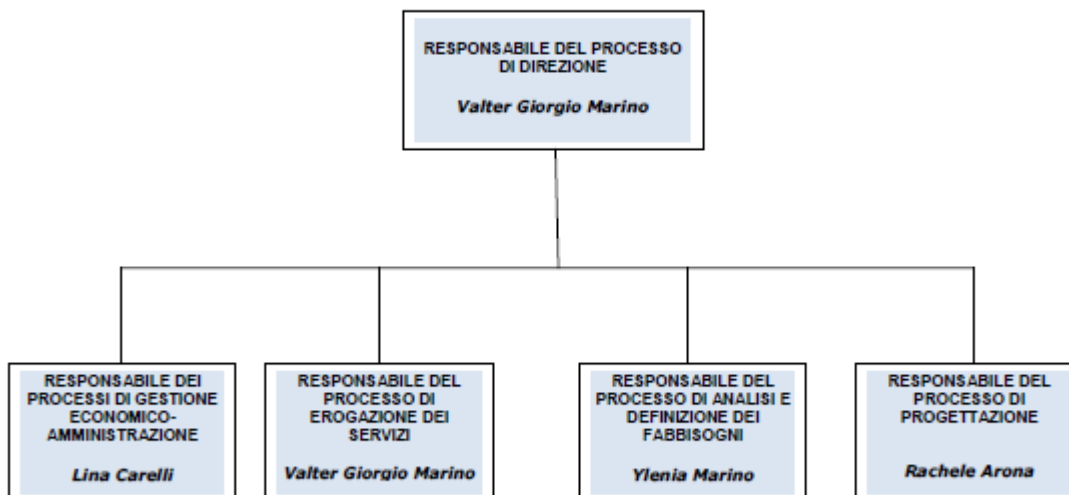 RESPONSABILE DEL PROCESSO
DI DIREZIONE
Valter Giorgio Marino
RESPONSABILE DEI
PROCESSI DI GESTIONE
ECONOMICO-
AMMINISTRAZIONE
Lina Carelli
RESPONSABILE DEL
PROCESSO DI
EROGAZIONE DEI
SERVIZI
Valter Giorgio Marino
RESPONSABILE DEL
PROCESSO DI ANALISI E
DEFINIZIONE DEI
FABBISOGNI
Ylenia Marino
RESPONSABILE DEL
PROCESSO DI
PROGETTAZIONE
Rachele Arona